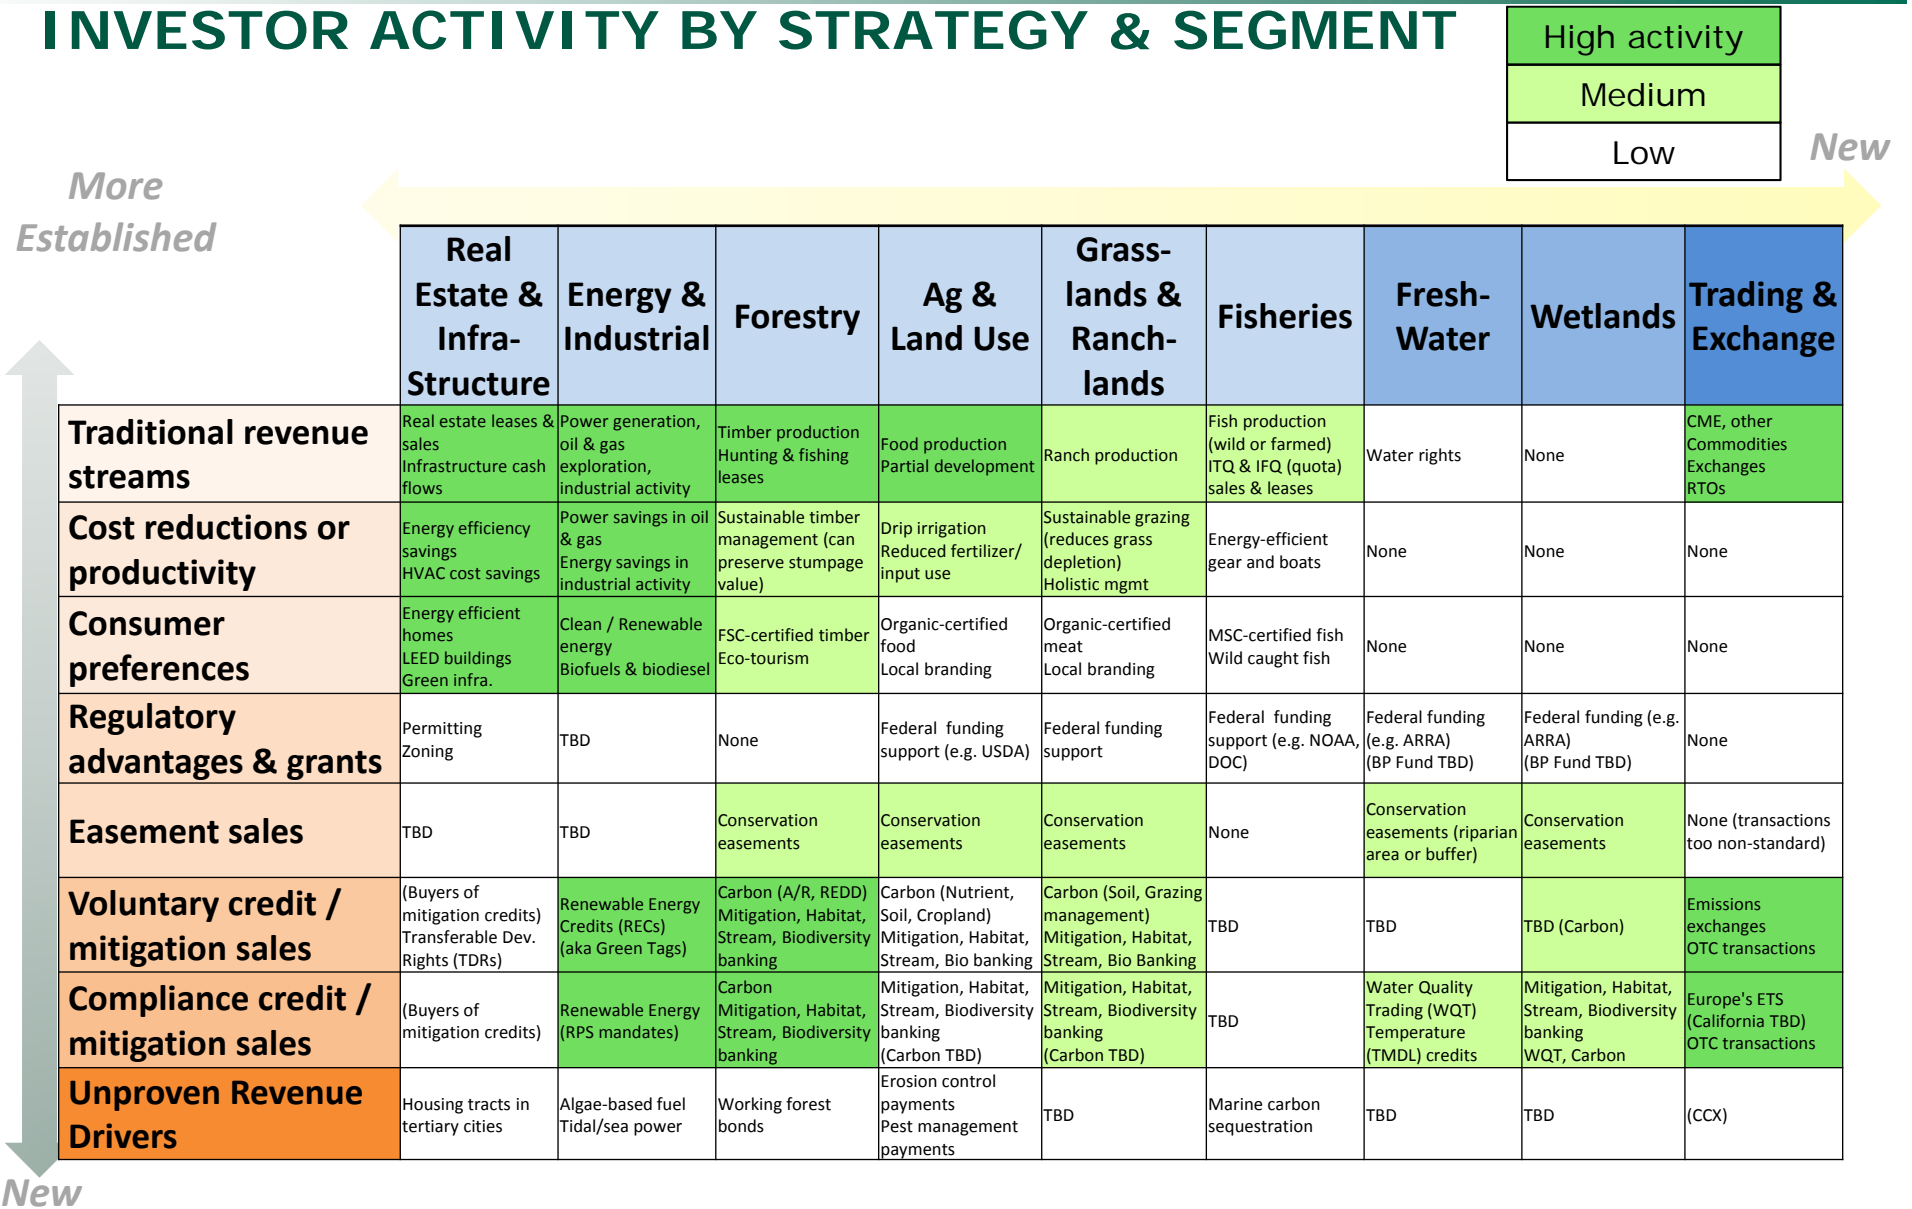 INVESTOR ACTIVITY BY STRATEGY & SEGMENT
High activity
Medium
Low
New
More
Established
Real
Estate &
Infra-
Structure
Energy &
Industrial
Forestry
Ag &
Land Use
Grass-
lands &
Ranch-
lands
Fisheries
Fresh-
Water
Wetlands
Trading &
Exchange
Traditional revenue
streams
Real estate leases &
sales
Infrastructure cash
flows
Power generation,
oil & gas
exploration,
industrial activity
Timber production
Hunting & fishing
leases
Food production
Partial development
Ranch production
Fish production
(wild or farmed)
ITQ & IFQ (quota)
sales & leases
Water rights
None
CME, other
Commodities
Exchanges
RTOs
Cost reductions or
productivity
Energy efficiency
savings
HVAC cost savings
Power savings in oil
& gas
Energy savings in
industrial activity
Sustainable timber
management (can
preserve stumpage
value)
Drip irrigation
Reduced fertilizer/
input use
Sustainable grazing
(reduces grass
depletion)
Holistic mgmt
Energy-efficient
gear and boats
None
None
None
Consumer
preferences
Energy efficient
homes
LEED buildings
Green infra.
Clean / Renewable
energy
Biofuels & biodiesel
FSC-certified timber
Eco-tourism
Organic-certified
food
Local branding
Organic-certified
meat
Local branding
MSC-certified fish
Wild caught fish
None
None
None
Regulatory
advantages & grants
Permitting
Zoning
TBD
None
Federal funding
support (e.g. USDA)
Federal funding
support
Federal funding
support (e.g. NOAA,
DOC)
Federal funding
(e.g. ARRA)
(BP Fund TBD)
Federal funding (e.g.
ARRA)
(BP Fund TBD)
None
Easement sales
TBD
TBD
Conservation
easements
Conservation
easements
Conservation
easements
None
Conservation
easements (riparian
area or buffer)
Conservation
easements
None (transactions
too non-standard)
Voluntary credit /
mitigation sales
(Buyers of
mitigation credits)
Transferable Dev.
Rights (TDRs)
Renewable Energy
Credits (RECs)
(aka Green Tags)
Carbon (A/R, REDD)
Mitigation, Habitat,
Stream, Biodiversity
banking
Carbon (Nutrient,
Soil, Cropland)
Mitigation, Habitat,
Stream, Bio banking
Carbon (Soil, Grazing
management)
Mitigation, Habitat,
Stream, Bio Banking
TBD
TBD
TBD (Carbon)
Emissions
exchanges
OTC transactions
Compliance credit /
mitigation sales
(Buyers of
mitigation credits)
Renewable Energy
(RPS mandates)
Carbon
Mitigation, Habitat,
Stream, Biodiversity
banking
Mitigation, Habitat,
Stream, Biodiversity
banking
(Carbon TBD)
Mitigation, Habitat,
Stream, Biodiversity
banking
(Carbon TBD)
TBD
Water Quality
Trading (WQT)
Temperature
(TMDL) credits
Mitigation, Habitat,
Stream, Biodiversity
banking
WQT, Carbon
Europe's ETS
(California TBD)
OTC transactions
Unproven Revenue
Drivers
Housing tracts in
tertiary cities
Algae-based fuel
Tidal/sea power
Working forest
bonds
Erosion control
payments
Pest management
payments
TBD
Marine carbon
sequestration
TBD
TBD
(CCX)
New